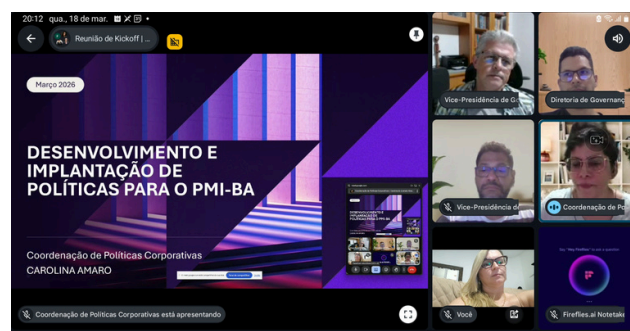 20:12 qua., 18 de mar.
Reunião de Kickoff | ...
Março 2026
DESENVOLVIMENTO E
IMPLANTAÇÃO DE
POLÍTICAS PARA O PMI-BA
Coordenação de Políticas Corporativas
CAROLINA AMARO
Coordenação de Políticas Corporativas está apresentando
Vice-Presidência de Go
Diretoria de Governanç
Vice-Presidência de
Coordenação de Po
Você
Fireflies.ai Notetake